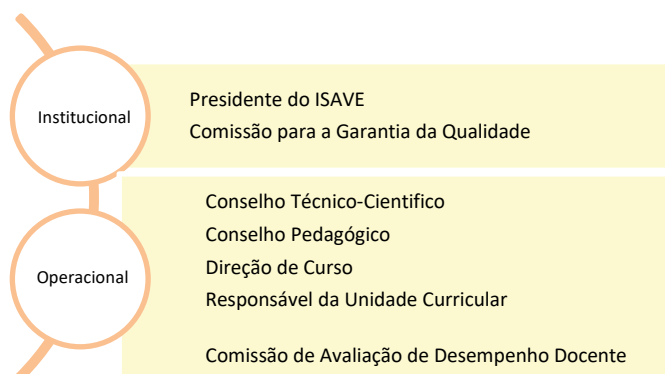 Institucional
Presidente do ISAVE
Comissão para a Garantia da Qualidade
Operacional
Conselho Técnico-Cientifico
Conselho Pedagógico
Direção de Curso
Responsável da Unidade Curricular
Comissão de Avaliação de Desempenho Docente